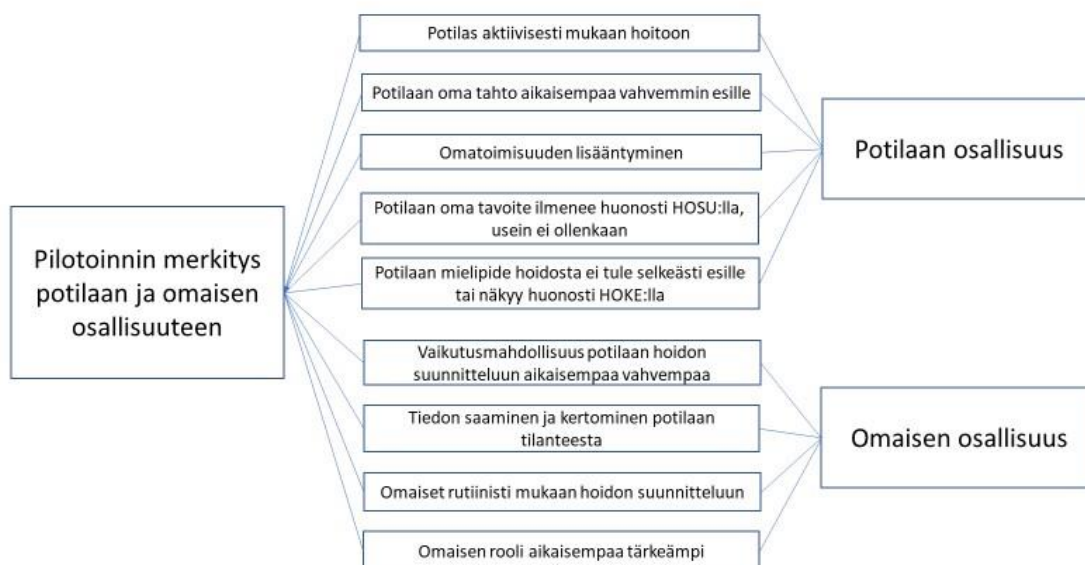 Pilotoinnin merkitys
potilaan ja omaisen
osallisuuteen
Potilas aktiivisesti mukaan hoitoon
Potilaan oma tahto aikaisempaa vahvemmin esille
Omatoimisuuden lisääntyminen
Potilaan oma tavoite ilmenee huonosti HOSU:lla,
usein ei ollenkaan
Potilaan mielipide hoidosta ei tule selkeästi esille
tai näkyy huonosti HOKE:lla
Vaikutusmahdollisuus potilaan hoidon
suunnitteluun aikaisempaa vahvempaa
Tiedon saaminen ja kertominen potilaan
tilanteesta
Omaiset rutiinisti mukaan hoidon suunnitteluun
Omaisen rooli aikaisempaa tärkeämpi
Potilaan osallisuus
Omaisen osallisuus